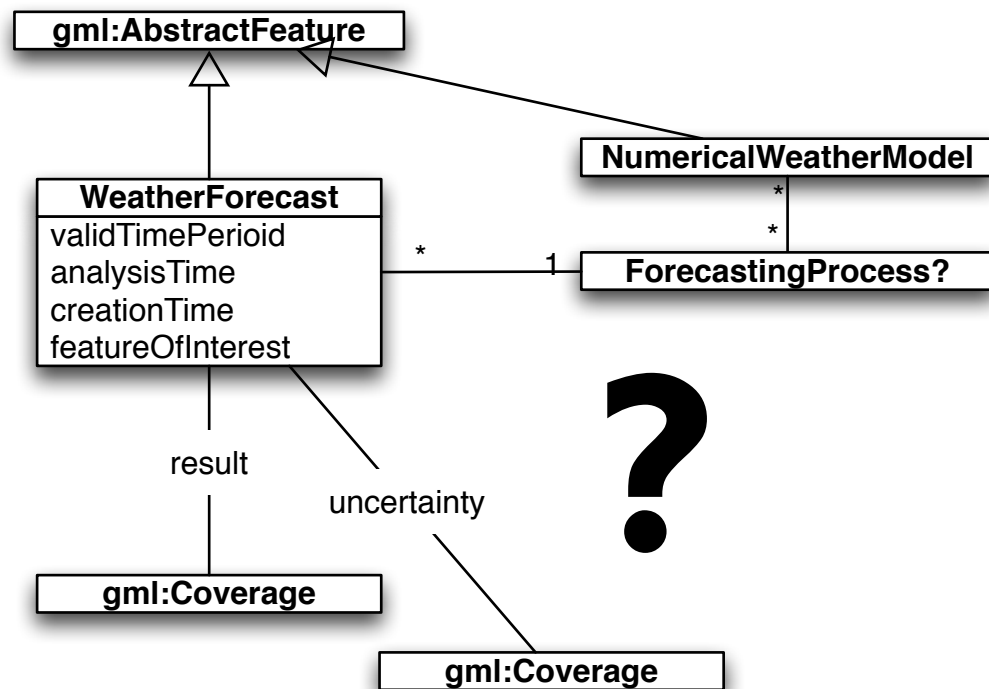 gml:AbstractFeature
NumericalWeatherModel
*
*
WeatherForecast
validTimePerioid
analysisTime
creationTime
featureOfInterest
*
1
ForecastingProcess?
?
result
uncertainty
gml:Coverage
gml:Coverage